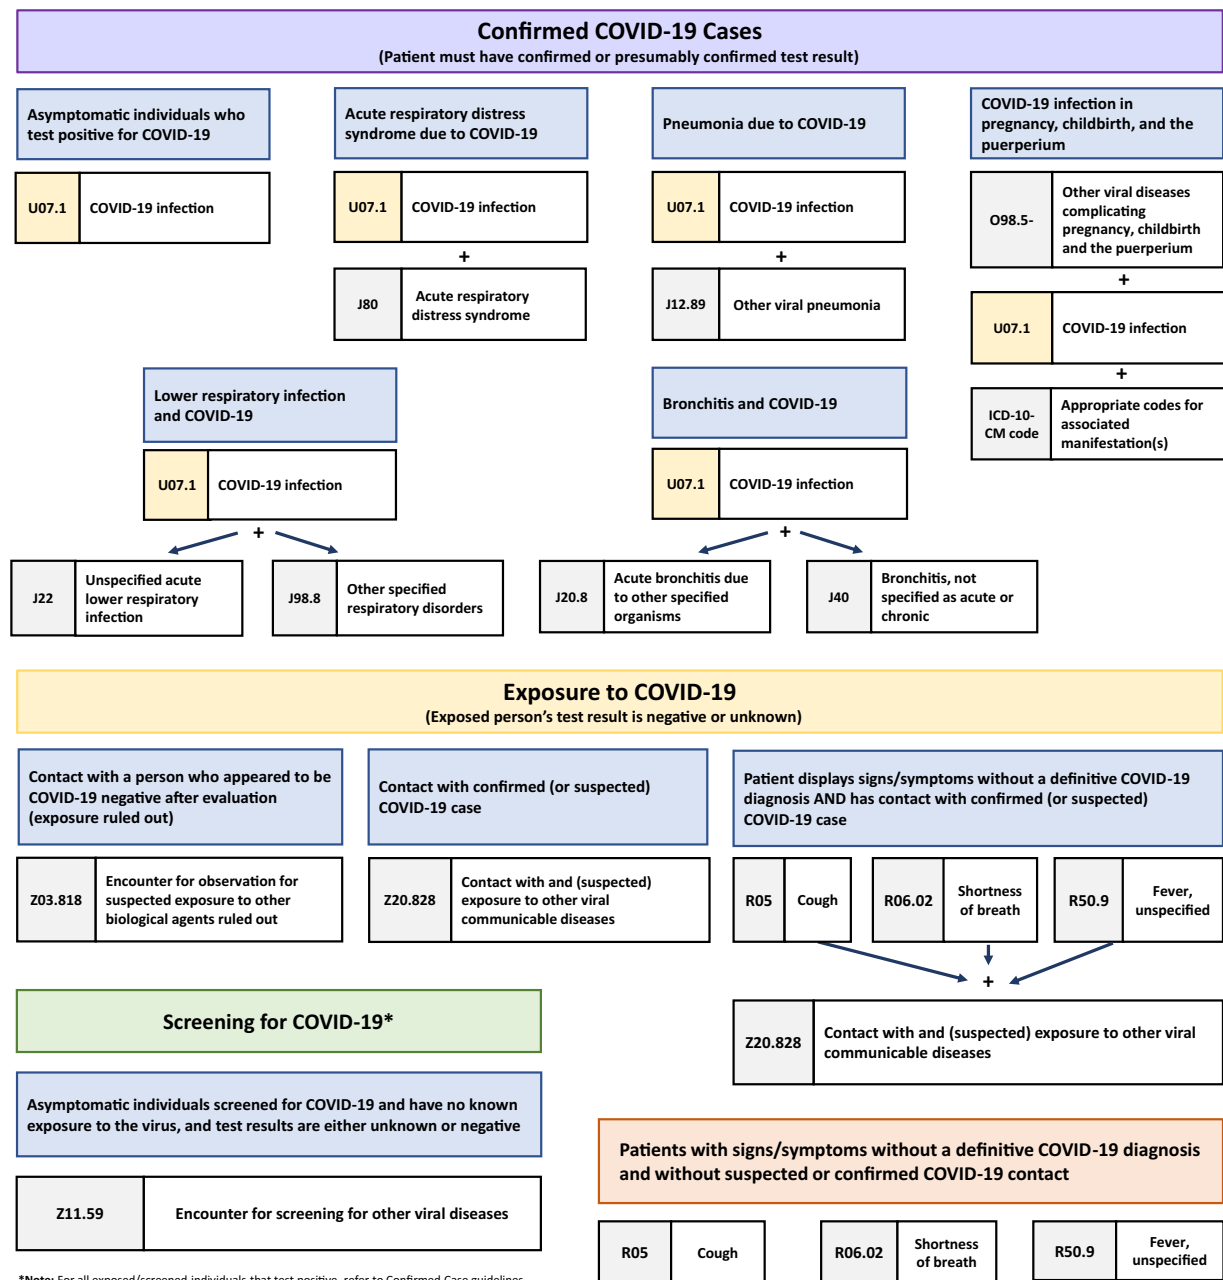 Confirmed COVID-19 Cases
(Patient must have confirmed or presumably confirmed test result)
Asymptomatic individuals who
test positive for COVID-19
U07.1
COVID-19 infection
Acute respiratory distress
syndrome due to COVID-19
U07.1
COVID-19 infection
+
J80
Acute respiratory
distress syndrome
Pneumonia due to COVID-19
U07.1
COVID-19 infection
+
J12.89
Other viral pneumonia
COVID-19 infection in
pregnancy, childbirth, and the
puerperium
O98.5-
Other viral diseases
complicating
pregnancy, childbirth
and the puerperium
+
U07.1
COVID-19 infection
+
ICD-10-
CM code
Appropriate codes for
associated
manifestation(s)
Lower respiratory infection
and COVID-19
U07.1
COVID-19 infection
+
J22
Unspecified acute
lower respiratory
infection
J98.8
Other specified
respiratory disorders
Bronchitis and COVID-19
U07.1
COVID-19 infection
+
J20.8
Acute bronchitis due
to other specified
organisms
J40
Bronchitis, not
specified as acute or
chronic
Exposure to COVID-19
(Exposed person's test result is negative or unknown)
Contact with a person who appeared to be
COVID-19 negative after evaluation
(exposure ruled out)
Z03.818
Encounter for observation for
suspected exposure to other
biological agents ruled out
Contact with confirmed (or suspected)
COVID-19 case
Z20.828
Contact with and (suspected)
exposure to other viral
communicable diseases
Patient displays signs/symptoms without a definitive COVID-19
diagnosis AND has contact with confirmed (or suspected)
COVID-19 case
R05
Cough
R06.02
Shortness
of breath
R50.9
Fever,
unspecified
+
Z20.828
Contact with and (suspected) exposure to other viral
communicable diseases
Screening for COVID-19*
Asymptomatic individuals screened for COVID-19 and have no known
exposure to the virus, and test results are either unknown or negative
Z11.59
Encounter for screening for other viral diseases
*Note: For all exposed/screened individuals that test positive, refer to Confirmed Case guidelines
Patients with signs/symptoms without a definitive COVID-19 diagnosis
and without suspected or confirmed COVID-19 contact
R05
Cough
R06.02
Shortness
of breath
R50.9
Fever,
unspecified